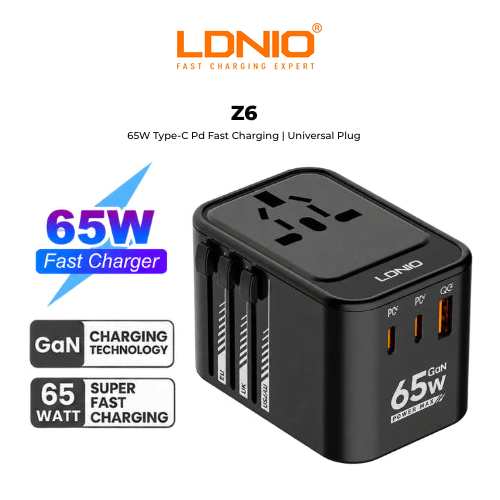 LDNIO®
FAST CHARGING EXPERT
Z6
65W Type-C Pd Fast Charging | Universal Plug
65W
Fast Charger
GaN CHARGING TECHNOLOGY
65 WATT SUPER FAST CHARGING
LDNIO
PD PD QC
EU UK US/AU
GaN
65W
POWER MAX